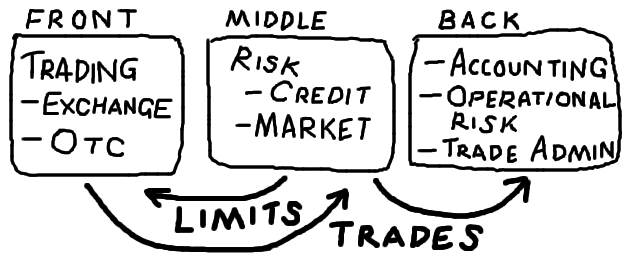 FRONT
TRADING
-EXCHANGE
-OTC
MIDDLE
RISK
-CREDIT
-MARKET
BACK
-ACCOUNTING
-OPERATIONAL
RISK
-TRADE ADMIN
LIMITS
TRADES